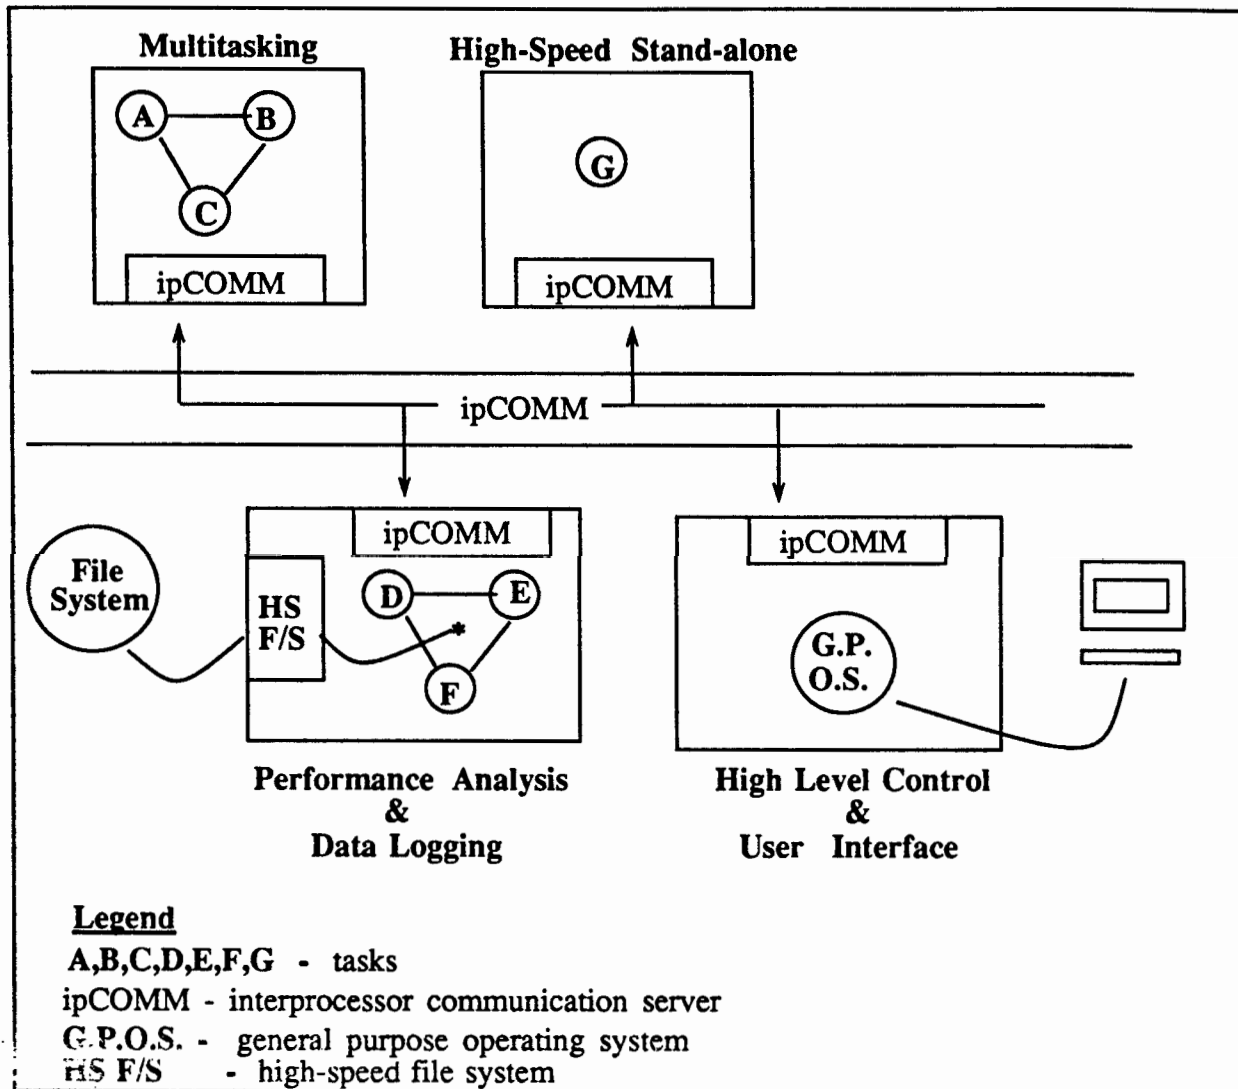 Multitasking
High-Speed Stand-alone
A
B
C
G
ipCOMM
ipCOMM
ipCOMM
ipCOMM
ipCOMM
File
System
HS
F/S
D
E
*
F
G.P.
O.S.
Performance Analysis
&
Data Logging
High Level Control
&
User Interface
Legend
A,B,C,D,E,F,G - tasks
ipCOMM - interprocessor communication server
G.P.O.S. - general purpose operating system
HS F/S - high-speed file system